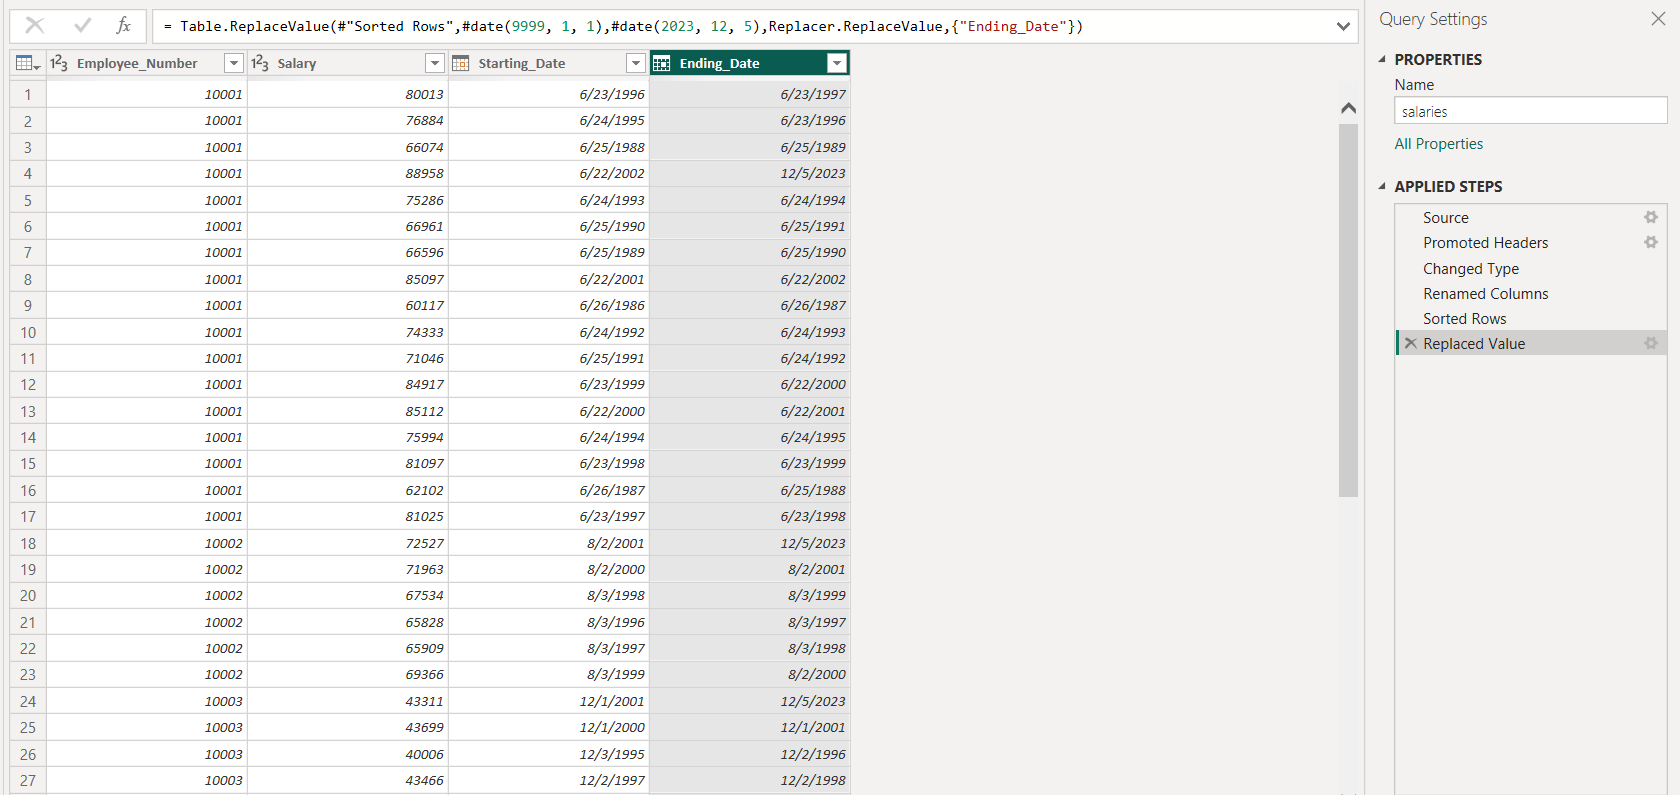 fx = Table.ReplaceValue(#"Sorted Rows",#date(9999, 1, 1),#date(2023, 12, 5),Replacer.ReplaceValue,{"Ending_Date"})
123 Employee_Number 123 Salary Starting_Date Ending_Date
1 10001 80013 6/23/1996 6/23/1997
2 10001 76884 6/24/1995 6/23/1996
3 10001 66074 6/25/1988 6/25/1989
4 10001 88958 6/22/2002 12/5/2023
5 10001 75286 6/24/1993 6/24/1994
6 10001 66961 6/25/1990 6/25/1991
7 10001 66596 6/25/1989 6/25/1990
8 10001 85097 6/22/2001 6/22/2002
9 10001 60117 6/26/1986 6/26/1987
10 10001 74333 6/24/1992 6/24/1993
11 10001 71046 6/25/1991 6/24/1992
12 10001 84917 6/23/1999 6/22/2000
13 10001 85112 6/22/2000 6/22/2001
14 10001 75994 6/24/1994 6/24/1995
15 10001 81097 6/23/1998 6/23/1999
16 10001 62102 6/26/1987 6/25/1988
17 10001 81025 6/23/1997 6/23/1998
18 10002 72527 8/2/2001 12/5/2023
19 10002 71963 8/2/2000 8/2/2001
20 10002 67534 8/3/1998 8/3/1999
21 10002 65828 8/3/1996 8/3/1997
22 10002 65909 8/3/1997 8/3/1998
23 10002 69366 8/3/1999 8/2/2000
24 10003 43311 12/1/2001 12/5/2023
25 10003 43699 12/1/2000 12/1/2001
26 10003 40006 12/3/1995 12/2/1996
27 10003 43466 12/2/1997 12/2/1998
Query Settings
PROPERTIES
Name
salaries
All Properties
APPLIED STEPS
Source
Promoted Headers
Changed Type
Renamed Columns
Sorted Rows
Replaced Value